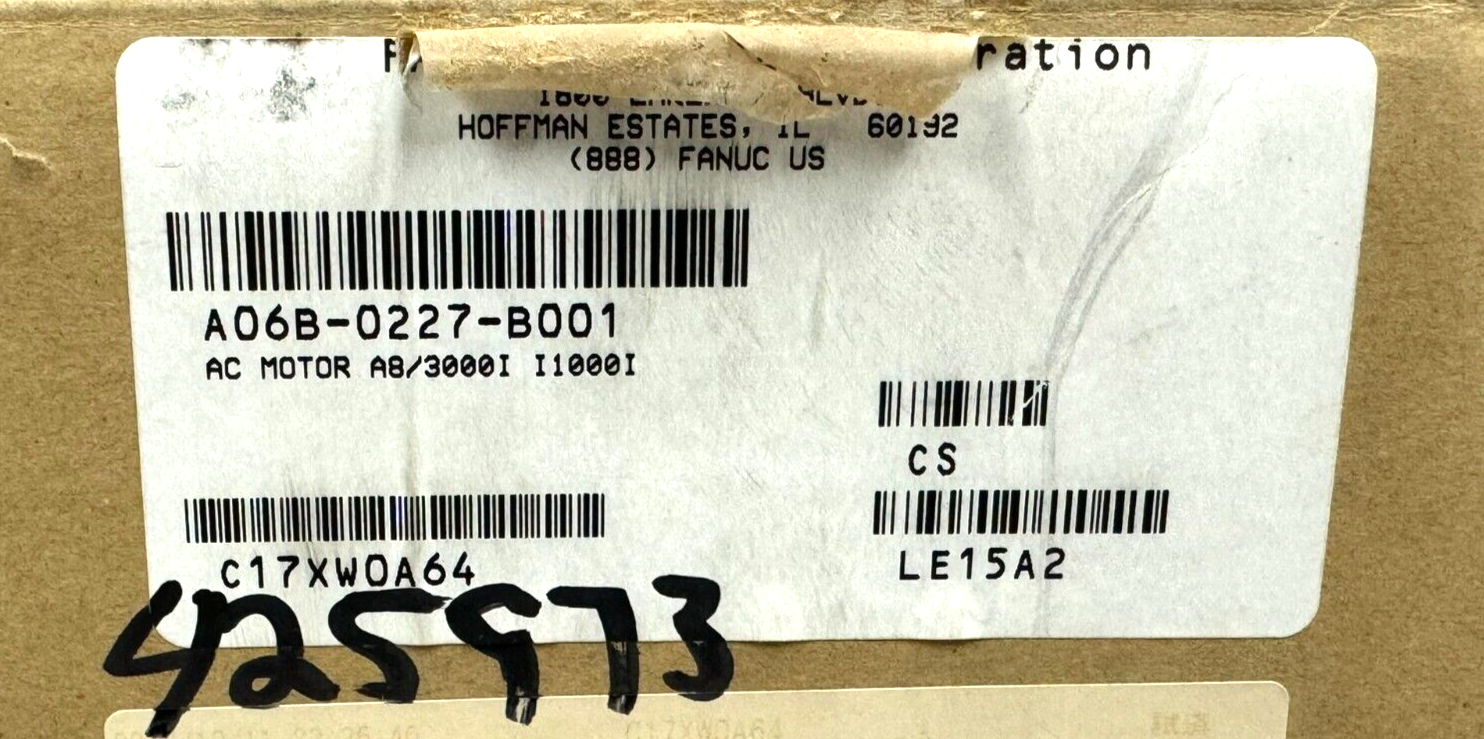 ration
HOFFMAN ESTATES, IL 60192
(888) FANUC US
A06B-0227-B001
AC MOTOR A8/3000I I1000I
CS
C17XW0A64
LE15A2
425973
C17XW0A64